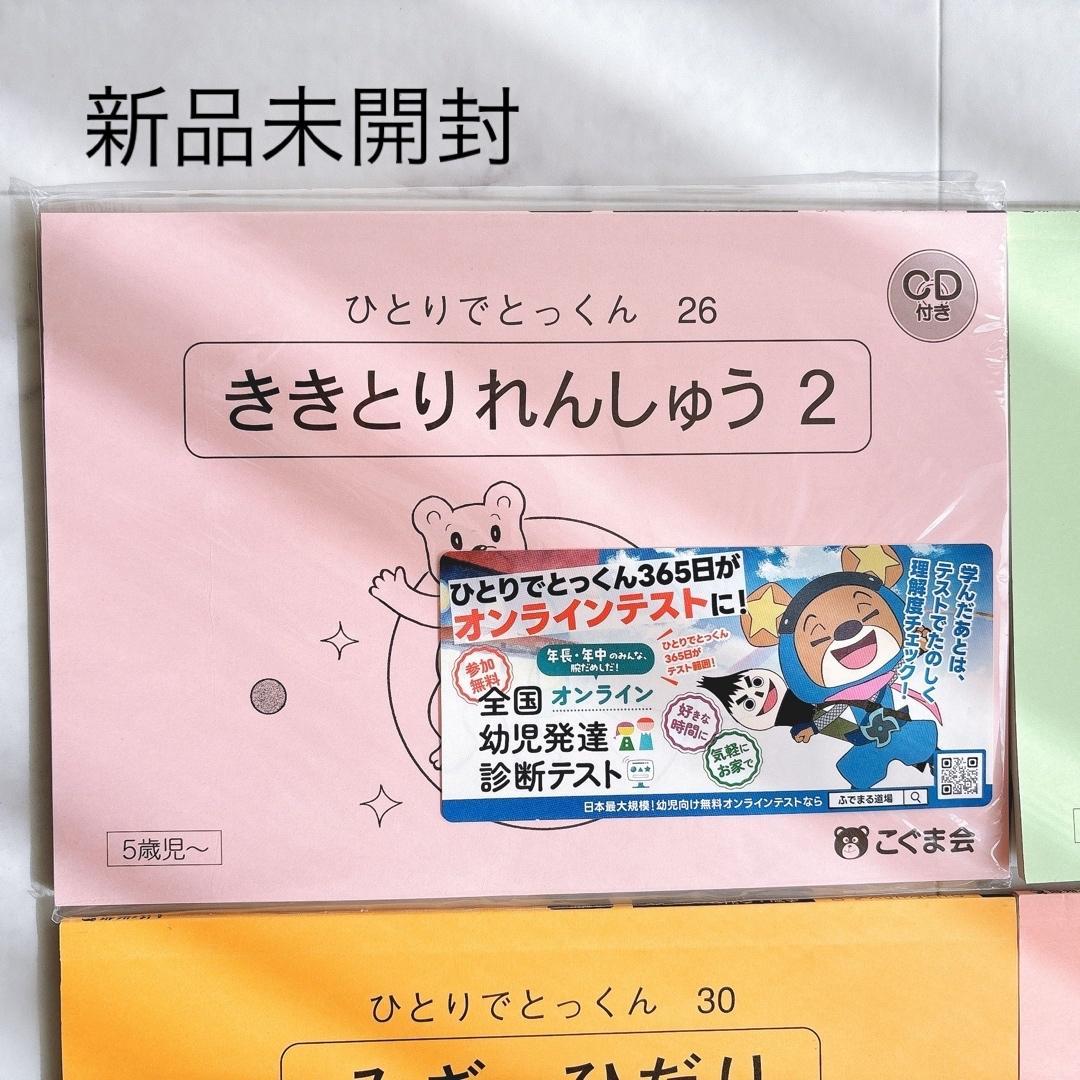 新品未開封
ひとりでとっくん 26
CD
付き
ききとりれんしゅう 2
ひとりでとっくん365日が
オンラインテストに!
ひとりでとっくん
365日が
テスト範囲!
学んだあとは、
テストでたのしく
理解度チェック!
参加
無料
年長・年中のみんな、
腕だめしだ!
全国オンライン
幼児発達
診断テスト
好きな
時間に
気軽に
お家で
日本最大規模!幼児向け無料オンラインテストなら ふでまる道場
5歳児〜
こぐま会
ひとりでとっくん 30
みぎ ひだり